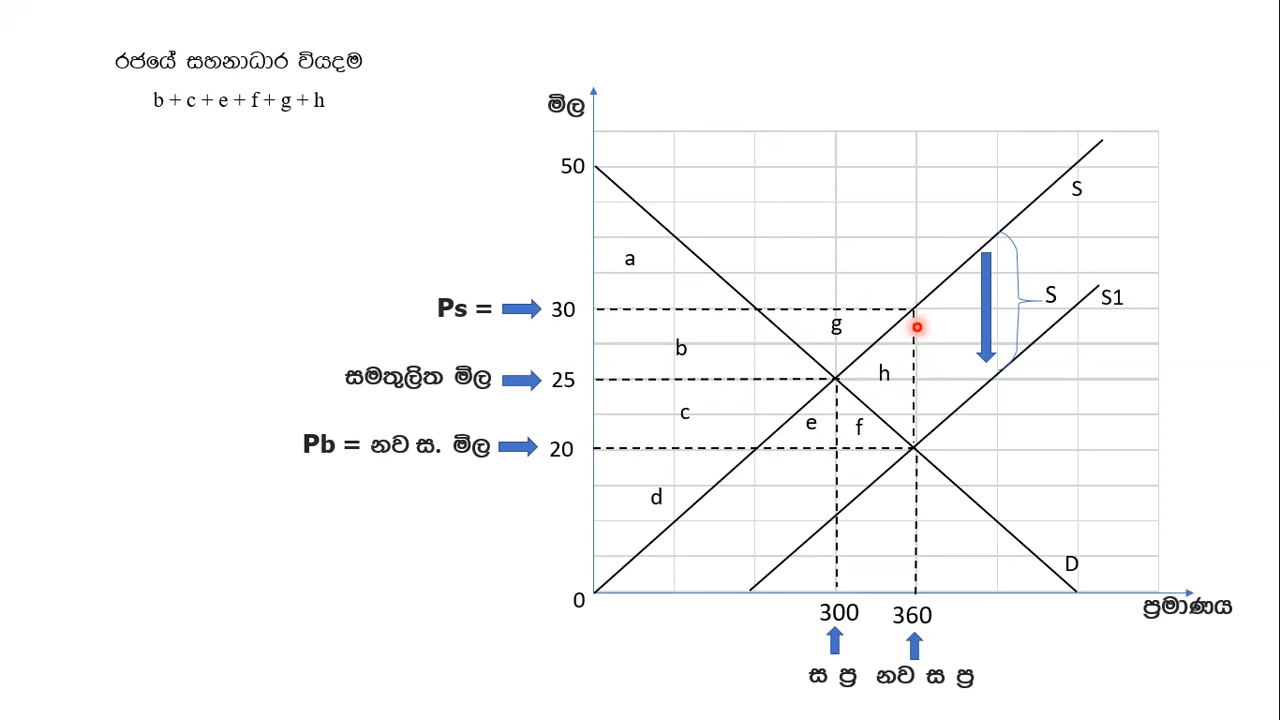 රජයේ සහනාධාර වියදම
b + c + e + f + g + h
මිල
50
S
a
Ps =
30
S
S1
g
b
h
සමතුලිත මිල
25
c
e
f
Pb = නව ස. මිල
20
d
D
0
ප්‍රමාණය
300
360
ස ප්‍ර
නව ස ප්‍ර